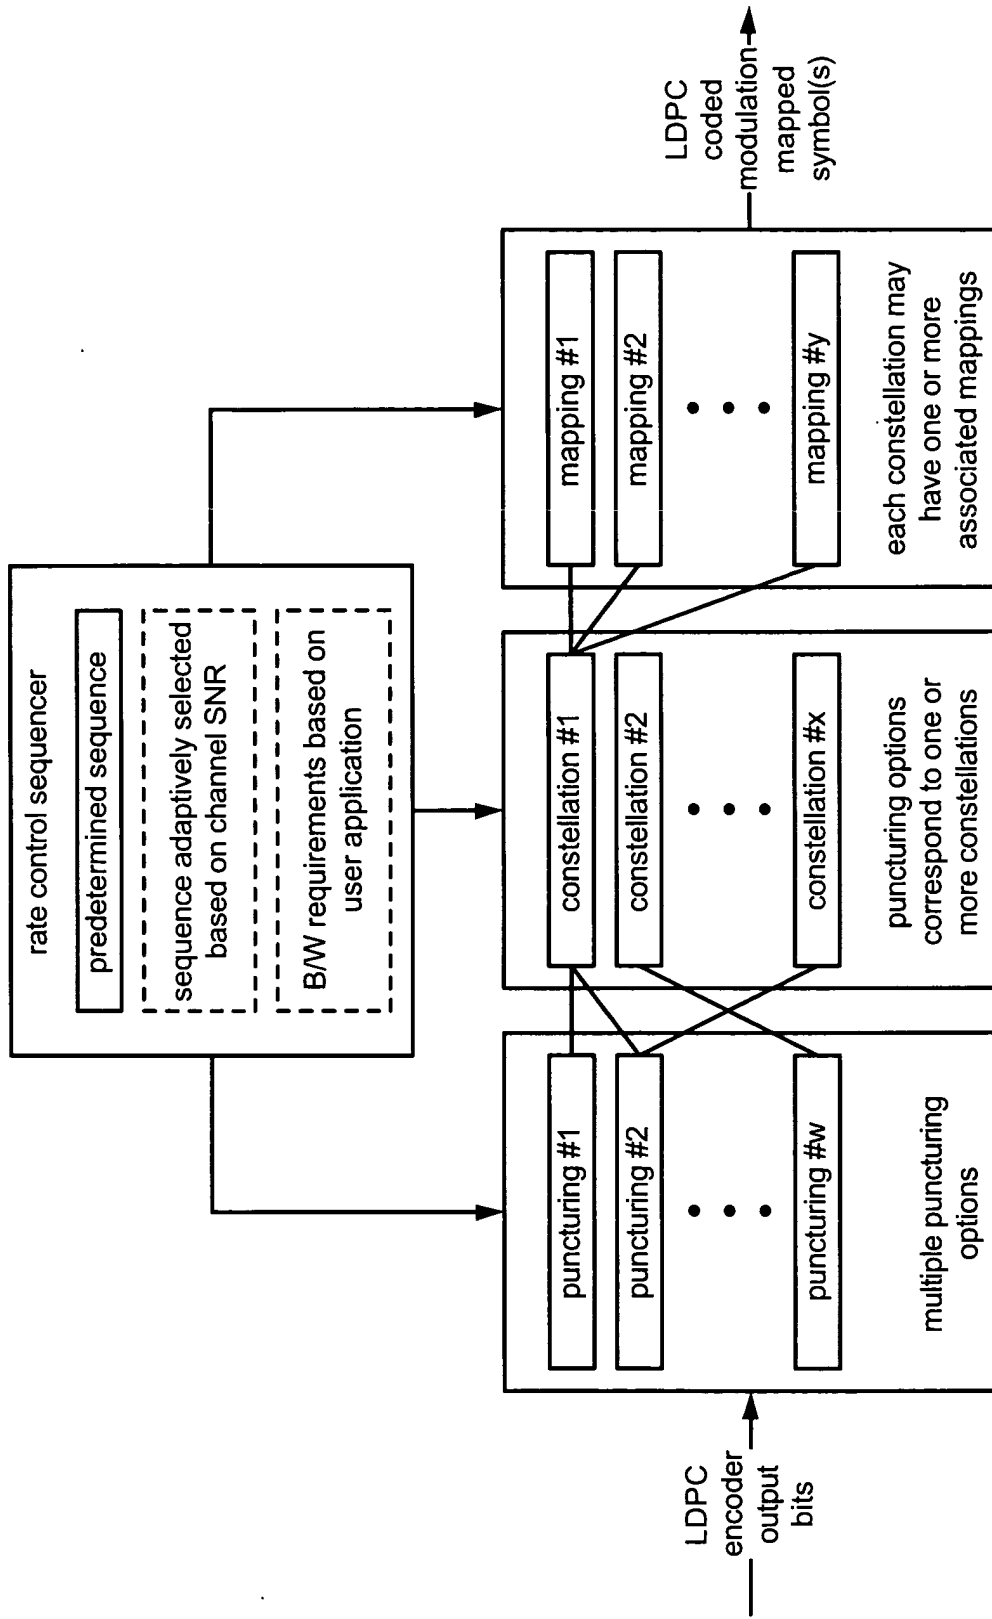 rate control sequencer
predetermined sequence
sequence adaptively selected
based on channel SNR
B/W requirements based on
user application
LDPC
encoder
output
bits
puncturing #1
puncturing #2
puncturing #w
multiple puncturing
options
constellation #1
constellation #2
constellation #x
puncturing options
correspond to one or
more constellations
mapping #1
mapping #2
mapping #y
each constellation may
have one or more
associated mappings
LDPC
coded
modulation
mapped
symbol(s)